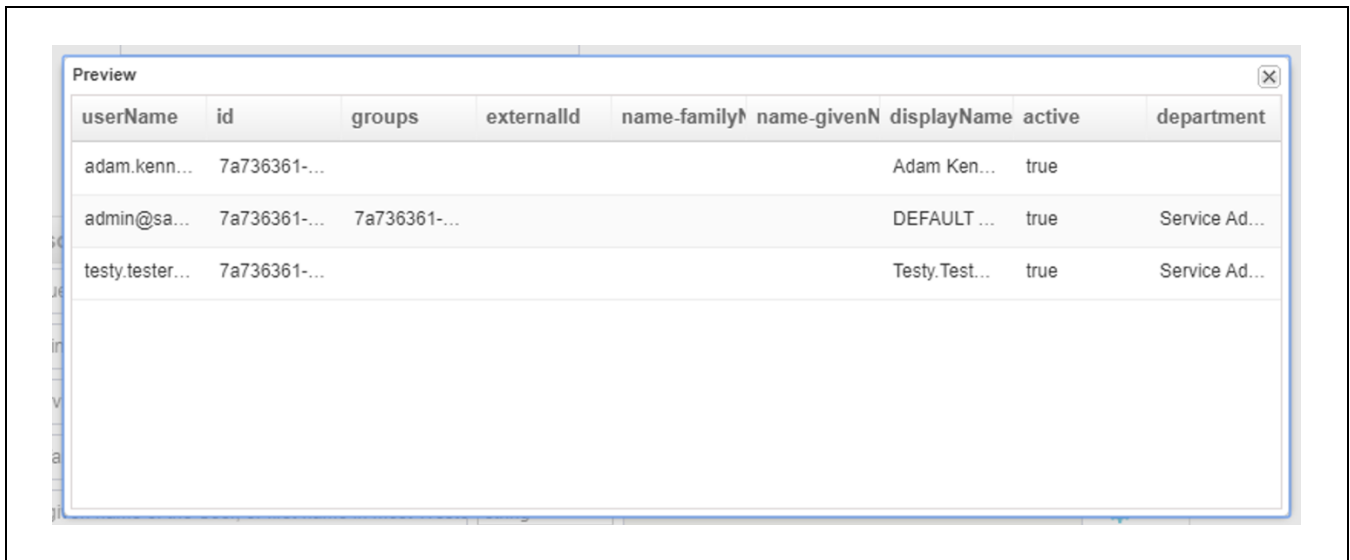 Preview
userName id groups externalId name-familyN name-givenN displayName active department
adam.kenn... 7a736361-... Adam Ken... true
admin@sa... 7a736361-... 7a736361-... DEFAULT ... true Service Ad...
testy.tester... 7a736361-... Testy.Test... true Service Ad...